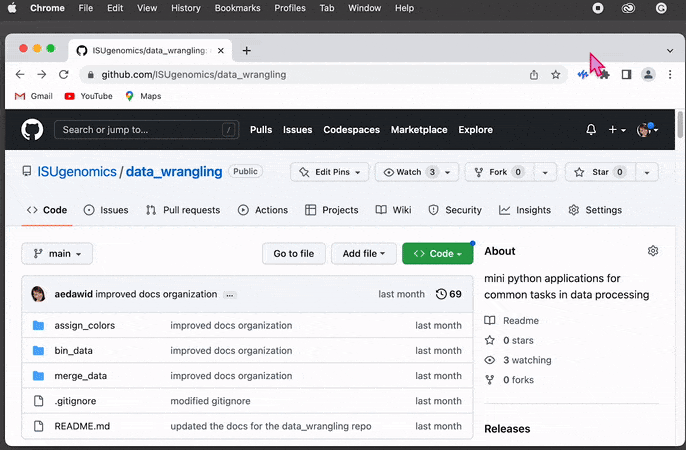 Chrome File Edit View History Bookmarks Profiles Tab Window Help
ISUgenomics/data_wrangling:
github.com/ISUgenomics/data_wrangling
Gmail YouTube Maps
Search or jump to... / Pulls Issues Codespaces Marketplace Explore
ISUgenomics / data_wrangling Public Edit Pins Watch 3 Fork 0 Star 0
Code Issues Pull requests Actions Projects Wiki Security Insights Settings
main Go to file Add file Code
aedawid improved docs organization ... last month 69
assign_colors improved docs organization last month
bin_data improved docs organization last month
merge_data improved docs organization last month
.gitignore modified gitignore last month
README.md updated the docs for the data_wrangling repo last month
About
mini python applications for
common tasks in data processing
Readme
0 stars
3 watching
0 forks
Releases